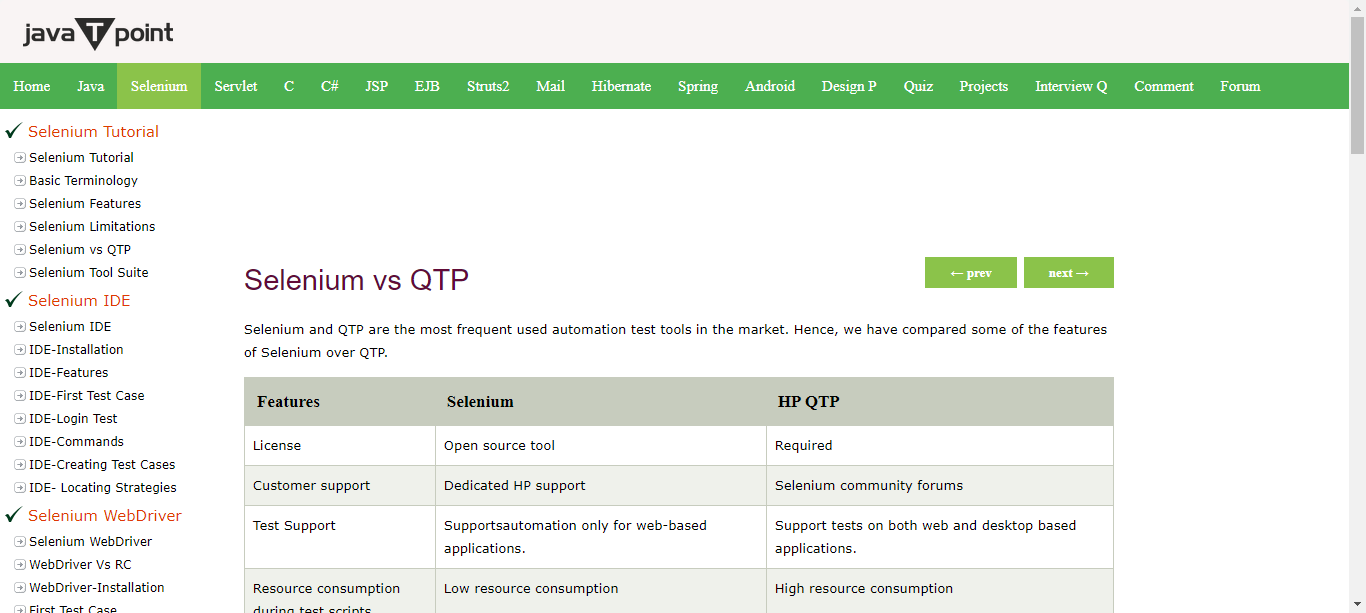 javaTpoint
Home Java Selenium Servlet C C# JSP EJB Struts2 Mail Hibernate Spring Android Design P Quiz Projects Interview Q Comment Forum
Selenium Tutorial
Selenium Tutorial
Basic Terminology
Selenium Features
Selenium Limitations
Selenium vs QTP
Selenium Tool Suite
Selenium IDE
Selenium IDE
IDE-Installation
IDE-Features
IDE-First Test Case
IDE-Login Test
IDE-Commands
IDE-Creating Test Cases
IDE- Locating Strategies
Selenium WebDriver
Selenium WebDriver
WebDriver Vs RC
WebDriver-Installation
First Test Case
Selenium vs QTP
← prev next →
Selenium and QTP are the most frequent used automation test tools in the market. Hence, we have compared some of the features
of Selenium over QTP.
Features Selenium HP QTP
License Open source tool Required
Customer support Dedicated HP support Selenium community forums
Test Support Supportsautomation only for web-based Support tests on both web and desktop based
applications. applications.
Resource consumption Low resource consumption High resource consumption
during test scripts